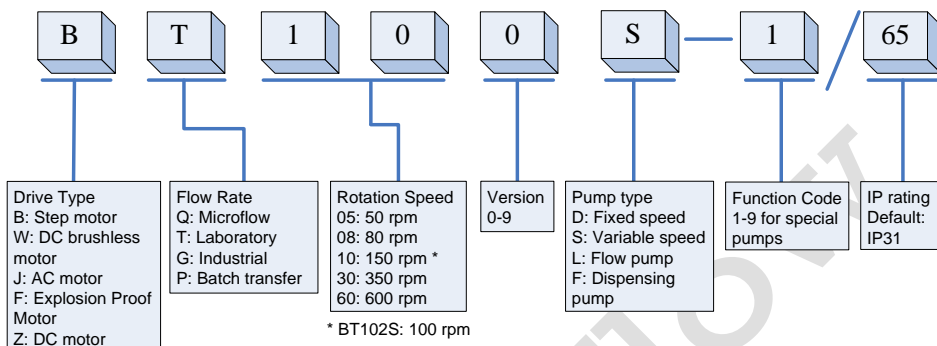 B T 1 0 0 S 1 / 65
Drive Type
B: Step motor
W: DC brushless
motor
J: AC motor
F: Explosion Proof
Motor
Z: DC motor
Flow Rate
Q: Microflow
T: Laboratory
G: Industrial
P: Batch transfer
Rotation Speed
05: 50 rpm
08: 80 rpm
10: 150 rpm *
30: 350 rpm
60: 600 rpm
* BT102S: 100 rpm
Version
0-9
Pump type
D: Fixed speed
S: Variable speed
L: Flow pump
F: Dispensing
pump
Function Code
1-9 for special
pumps
IP rating
Default:
IP31